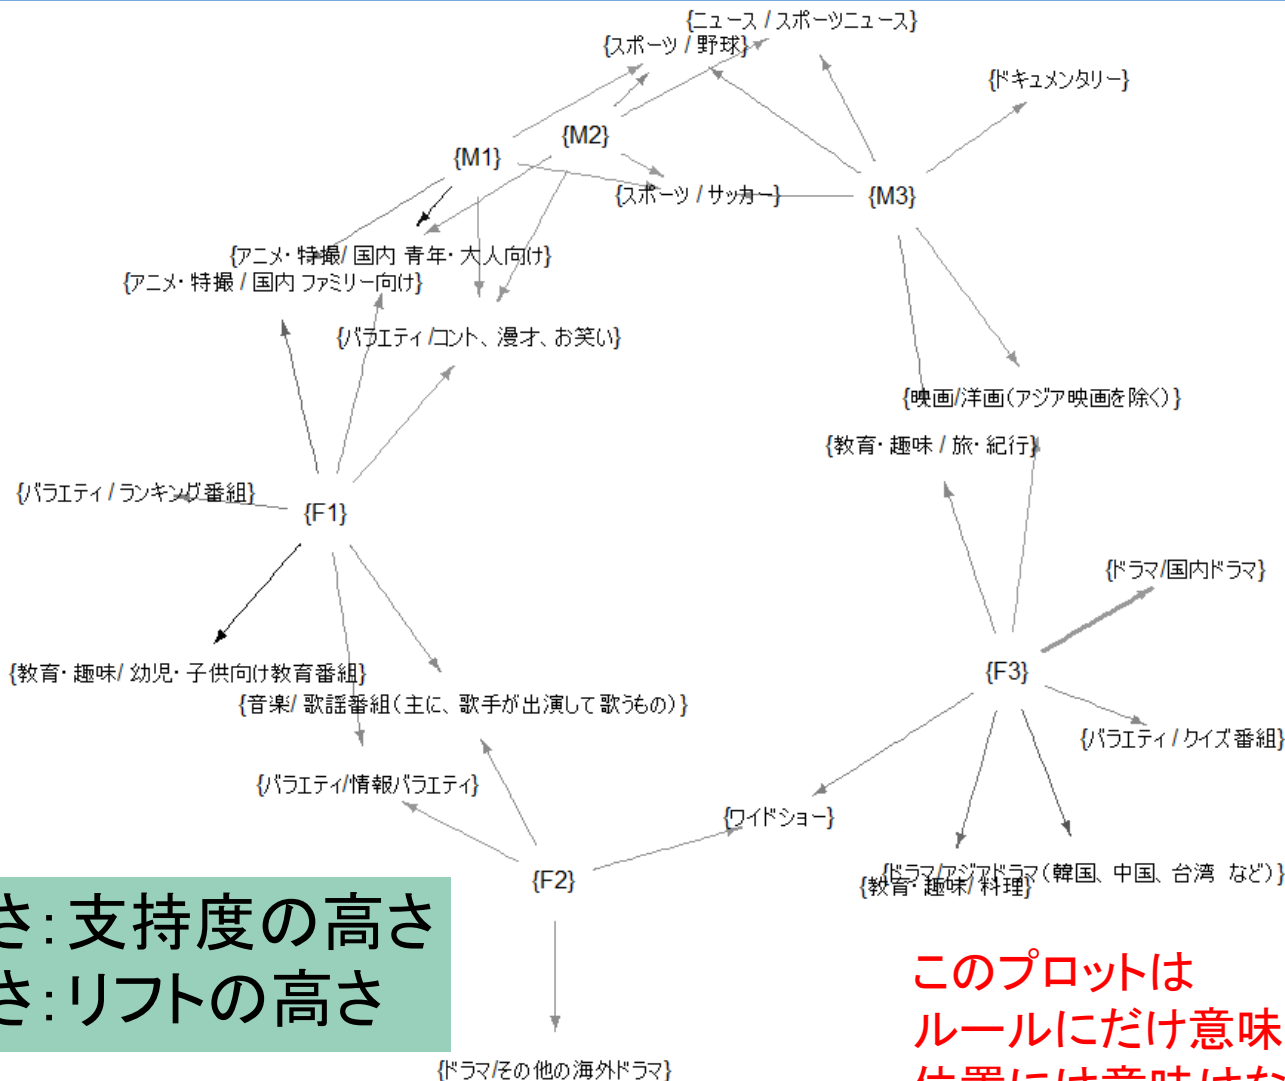 {ニュース / スポーツニュース}
{スポーツ / 野球}
{ドキュメンタリー}
{M2}
{M1}
{スポーツ / サッカー}
{M3}
{アニメ・特撮/ 国内 青年・大人向け}
{アニメ・特撮 / 国内 ファミリー向け}
{バラエティ /コント、漫才、お笑い}
{映画/洋画(アジア映画を除く)}
{教育・趣味 / 旅・紀行}
{バラエティ / ランキング番組}
{F1}
{ドラマ/国内ドラマ}
{教育・趣味/ 幼児・子供向け教育番組}
{F3}
{音楽/ 歌謡番組(主に、歌手が出演して歌うもの)}
{バラエティ / クイズ番組}
{バラエティ/情報バラエティ}
{ワイドショー}
{F2}
{ドラマ/アジアドラマ(韓国、中国、台湾 など)}
{教育・趣味/ 料理}
さ:支持度の高さ
さ:リフトの高さ
このプロットは
ルールにだけ意味
位置には意味はな
{ドラマ/その他の海外ドラマ}